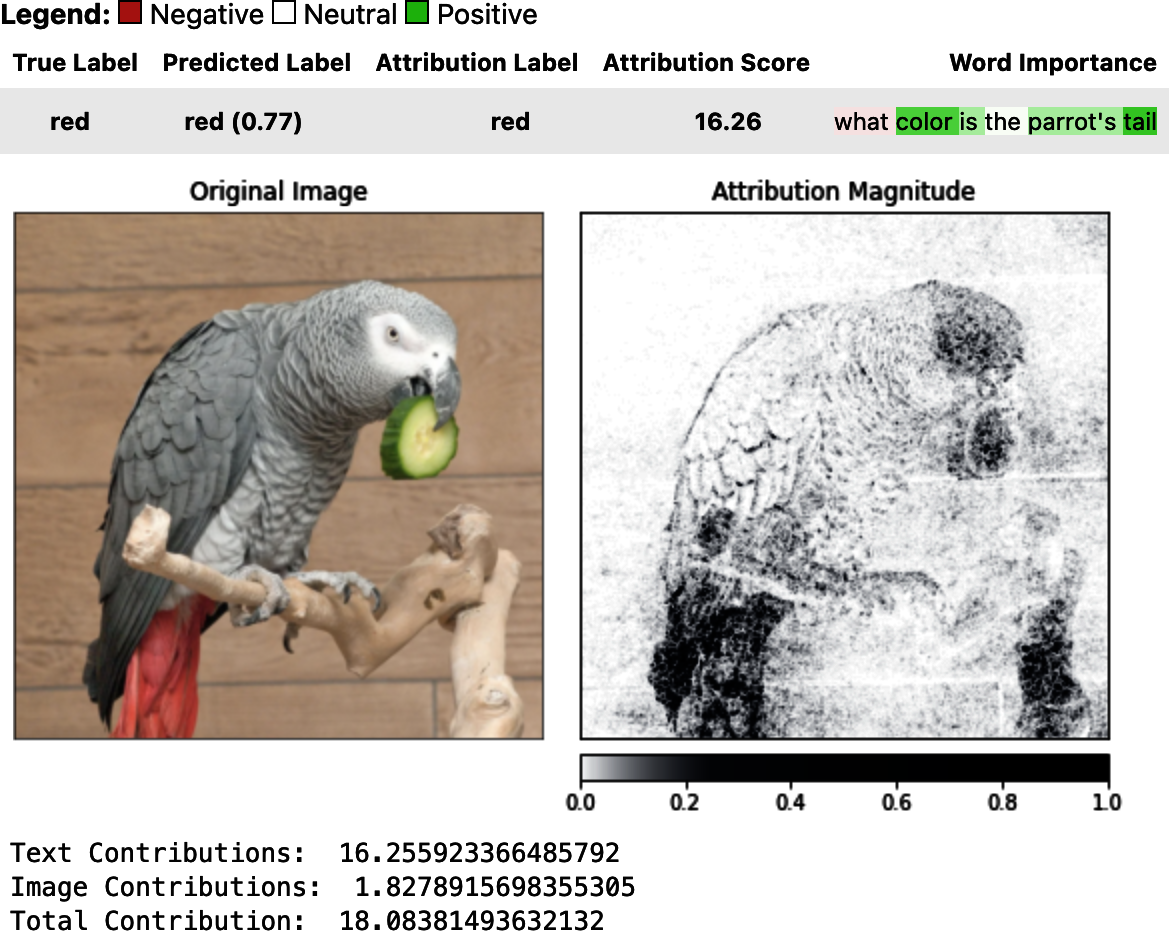 Legend: Negative Neutral Positive
True Label Predicted Label Attribution Label Attribution Score Word Importance
red red (0.77) red 16.26 what color is the parrot's tail
Original Image Attribution Magnitude
0.0 0.2 0.4 0.6 0.8 1.0
Text Contributions: 16.255923366485792
Image Contributions: 1.8278915698355305
Total Contribution: 18.08381493632132